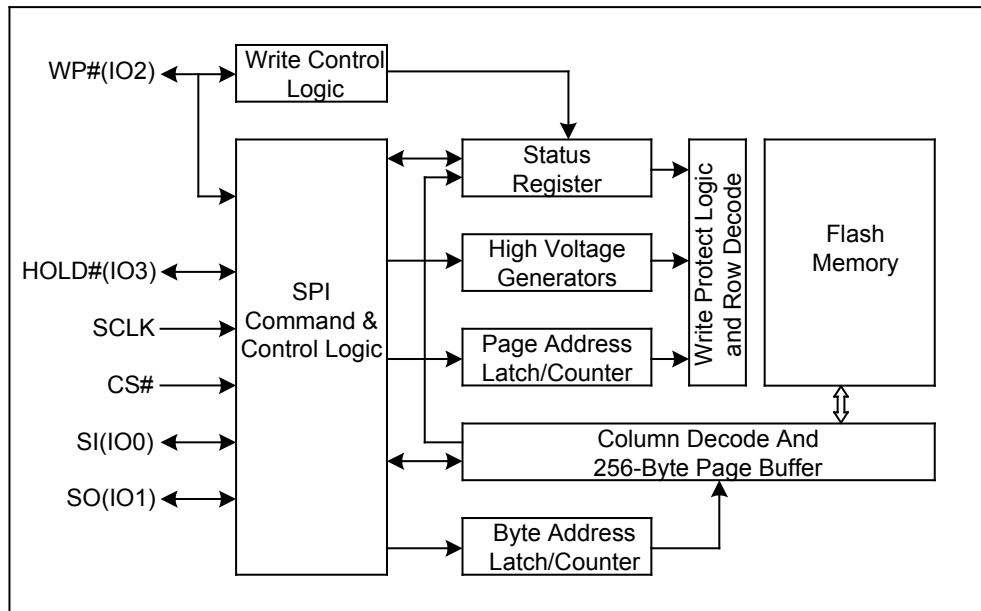 WP#(IO2)
Write Control
Logic
Status
Register
HOLD#(IO3)
High Voltage
Generators
SPI
Command &
Control Logic
SCLK
Page Address
Latch/Counter
CS#
Write Protect Logic
and Row Decode
Flash
Memory
SI(IO0)
Column Decode And
256-Byte Page Buffer
SO(IO1)
Byte Address
Latch/Counter